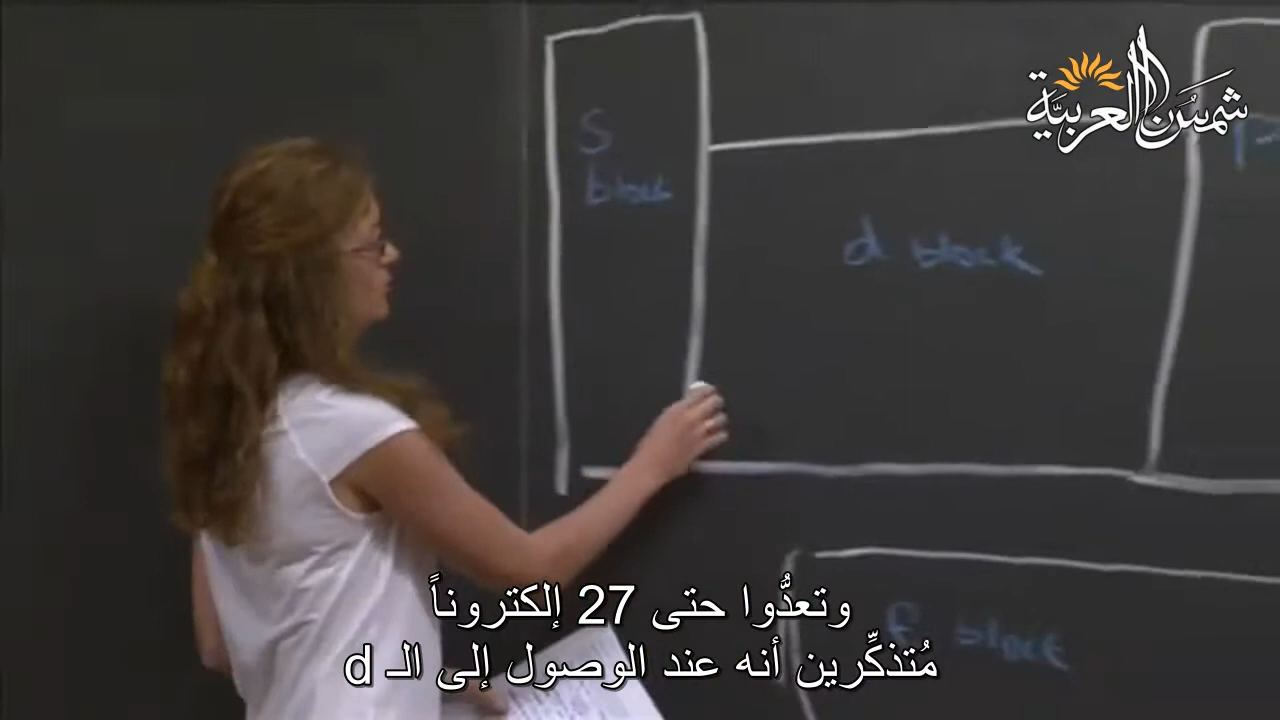 شمس العربية
S
block
d block
f block
وتعدُّوا حتى 27 إلكتروناً
مُتذكِّرين أنه عند الوصول إلى الـ d